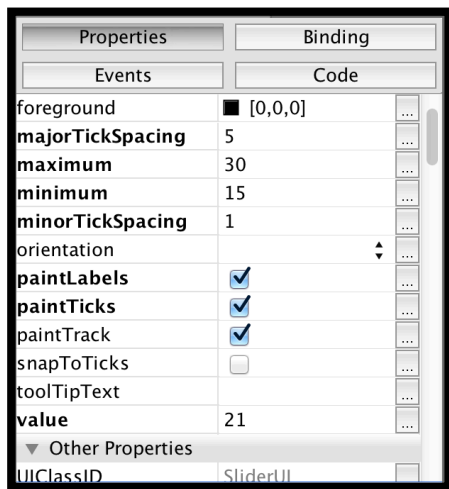 Properties Binding
Events Code
foreground [0,0,0] ...
majorTickSpacing 5 ...
maximum 30 ...
minimum 15 ...
minorTickSpacing 1 ...
orientation ...
paintLabels ...
paintTicks ...
paintTrack ...
snapToTicks ...
toolTipText ...
value 21 ...
Other Properties
UIClassID SliderUI